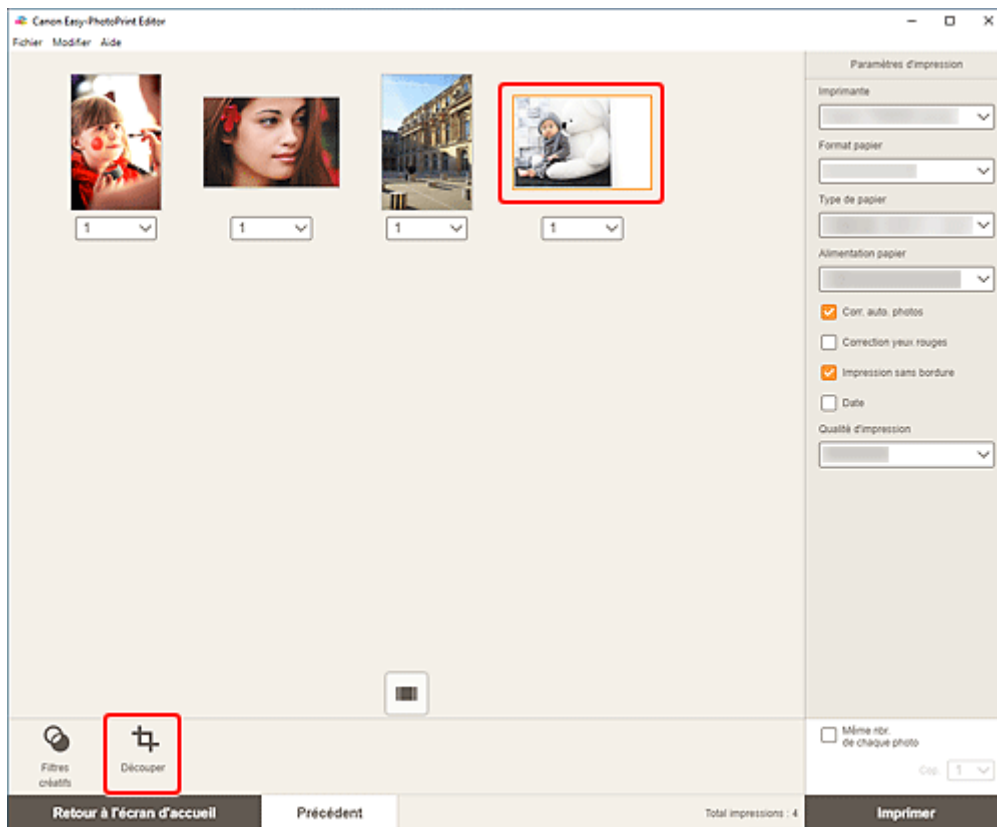 Canon Easy-PhotoPrint Editor
Fichier Modifier Aide
Paramètres d'impression
Imprimante
Format papier
Type de papier
Alimentation papier
Corr. auto. photos
Correction yeux rouges
Impression sans bordure
Date
Qualité d'impression
1
1
1
1
Filtres
créatifs
Découper
Même nbr.
de chaque photo
Cop. 1
Retour à l'écran d'accueil
Précédent
Total impressions : 4
Imprimer